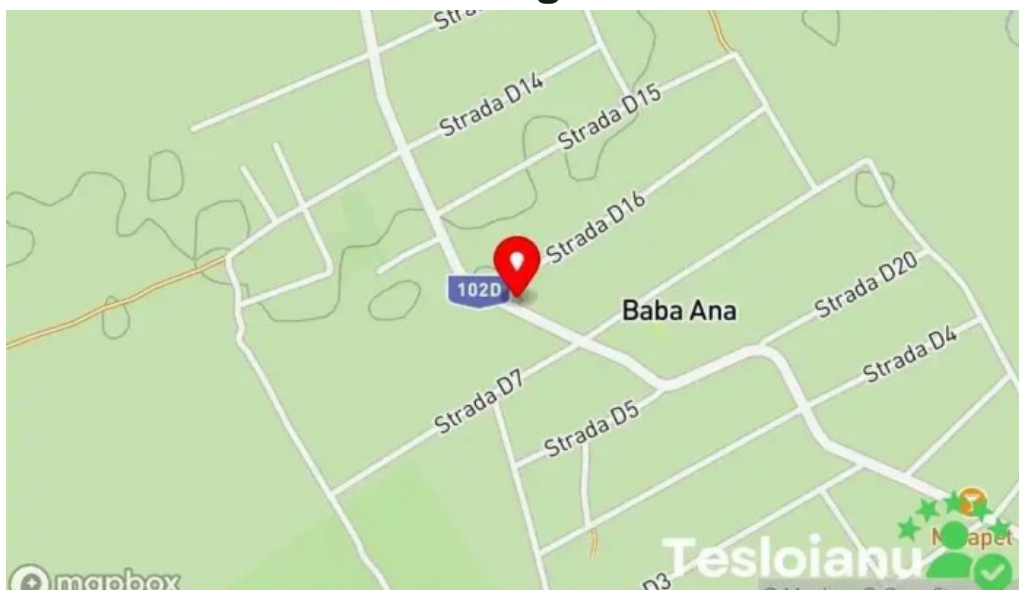 Strada D14
Strada D15
Strada D16
102D
Baba Ana
Strada D20
Strada D4
Strada D7
Strada D5
Tesloianu
D3
mapbox